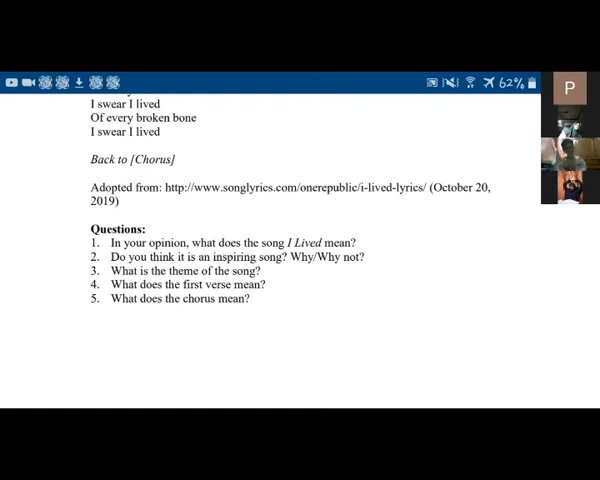 62%
P
I swear I lived
Of every broken bone
I swear I lived
Back to [Chorus]
Adopted from: http://www.songlyrics.com/onerepublic/i-lived-lyrics/ (October 20,
2019)
Questions:
1. In your opinion, what does the song I Lived mean?
2. Do you think it is an inspiring song? Why/Why not?
3. What is the theme of the song?
4. What does the first verse mean?
5. What does the chorus mean?